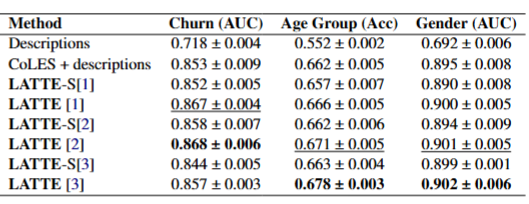 Method Churn (AUC) Age Group (Acc) Gender (AUC)
Descriptions 0.718 ± 0.004 0.552 ± 0.002 0.692 ± 0.006
CoLES + descriptions 0.853 ± 0.009 0.662 ± 0.005 0.895 ± 0.008
LATTE-S[1] 0.852 ± 0.005 0.657 ± 0.007 0.890 ± 0.008
LATTE [1] 0.867 ± 0.004 0.666 ± 0.005 0.900 ± 0.005
LATTE-S[2] 0.858 ± 0.007 0.662 ± 0.006 0.894 ± 0.009
LATTE [2] 0.868 ± 0.006 0.671 ± 0.005 0.901 ± 0.005
LATTE-S[3] 0.844 ± 0.005 0.663 ± 0.004 0.899 ± 0.001
LATTE [3] 0.857 ± 0.003 0.678 ± 0.003 0.902 ± 0.006